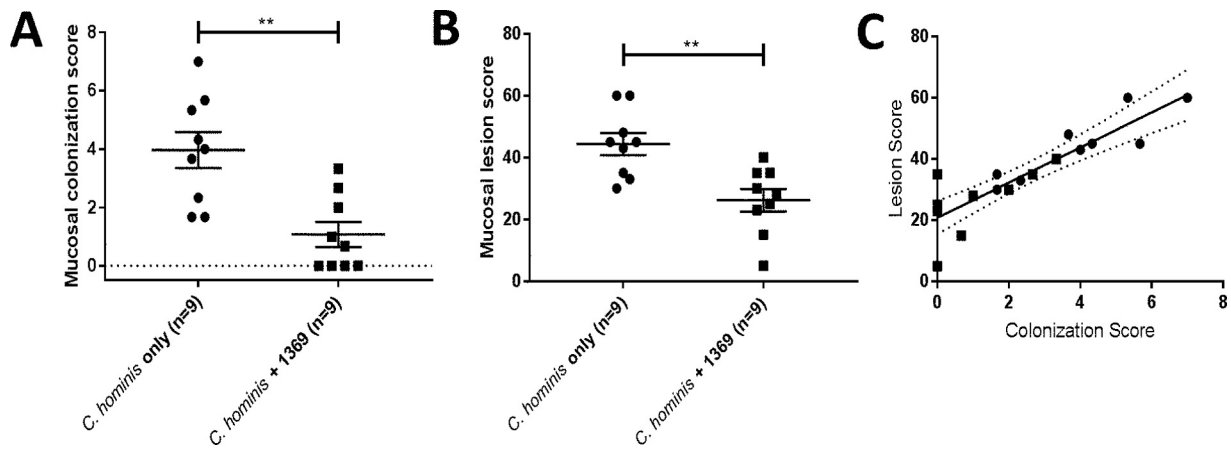 A
Mucosal colonization score
8
6
4
2
0
**
C. hominis only (n=9)
C. hominis + 1369 (n=9)
B
Mucosal lesion score
80
60
40
20
0
**
C. hominis only (n=9)
C. hominis + 1369 (n=9)
C
Lesion Score
80
60
40
20
0
0 2 4 6 8
Colonization Score